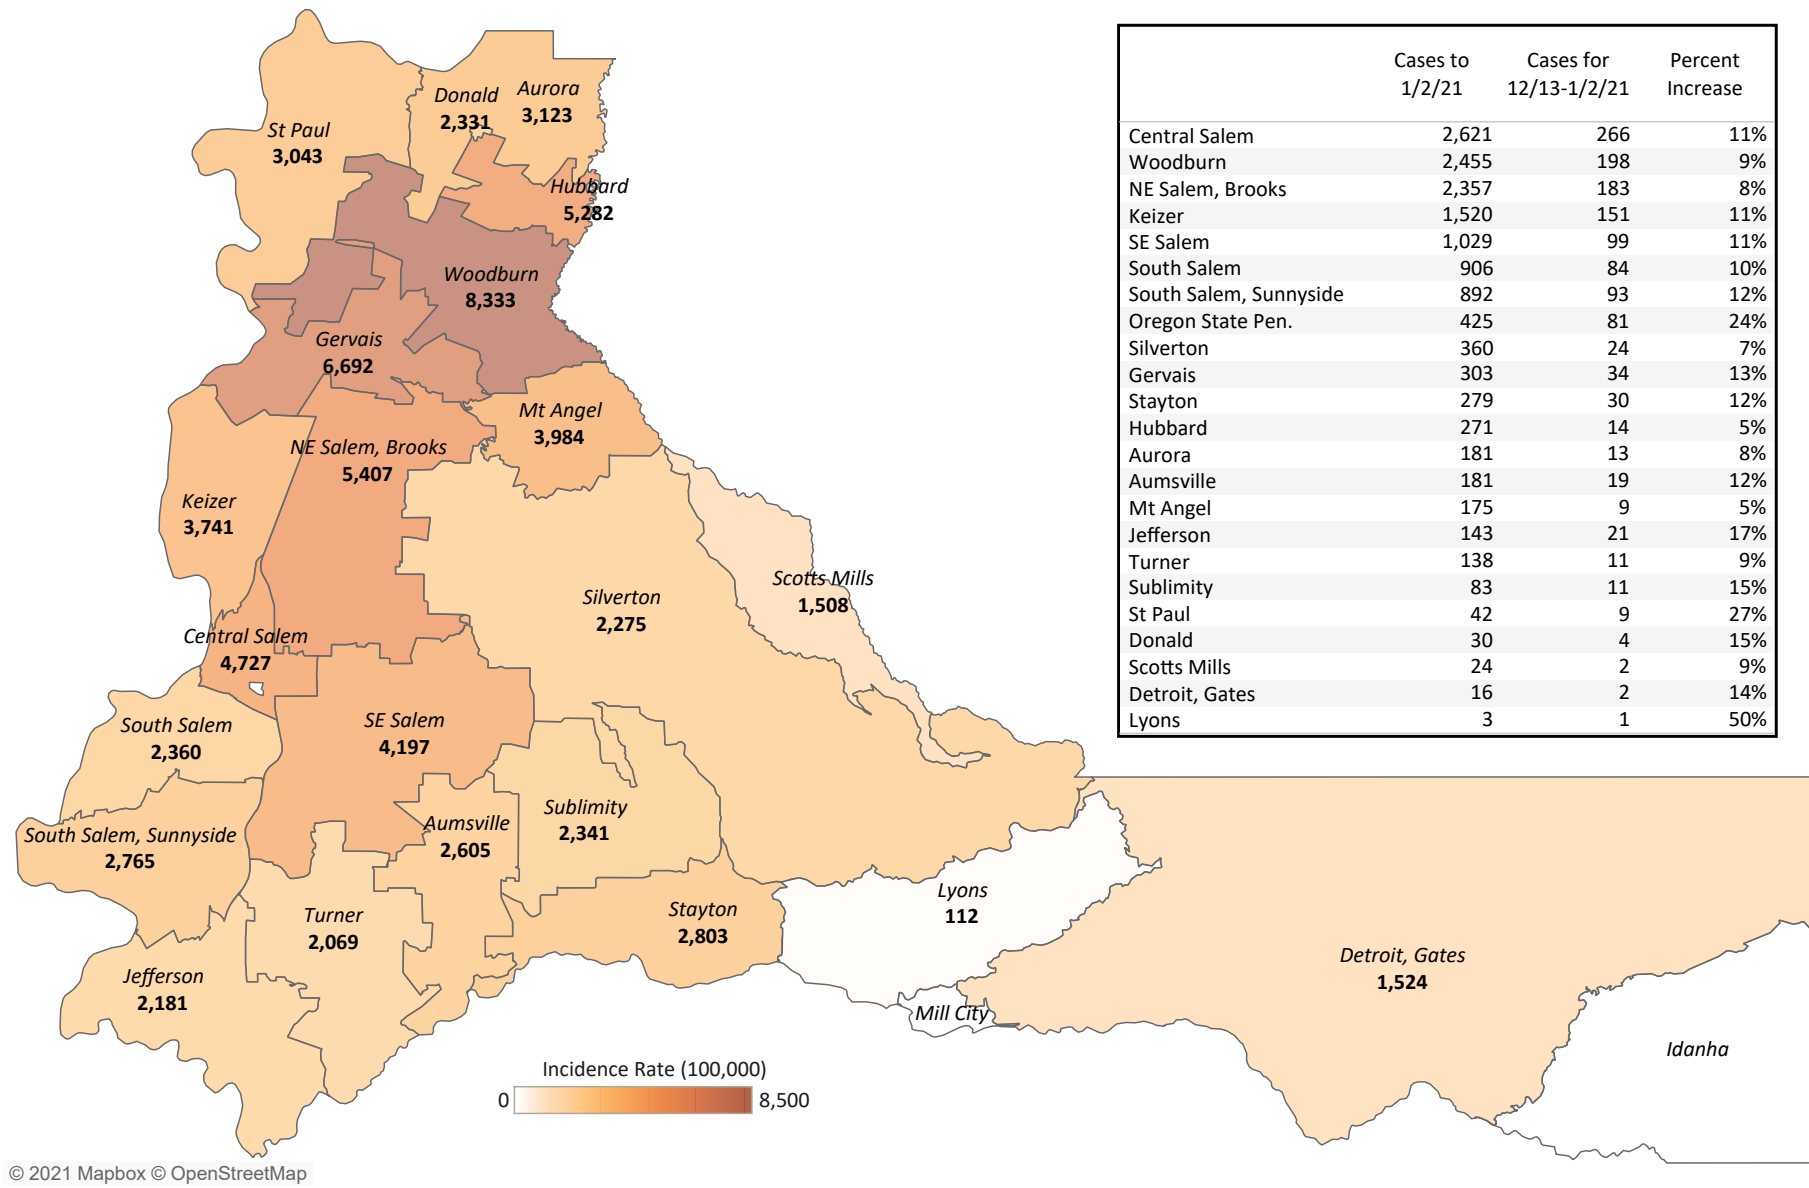 Donald
2,331
Aurora
3,123
St Paul
3,043
Hubbard
5,282
Woodburn
8,333
Gervais
6,692
Mt Angel
3,984
NE Salem, Brooks
5,407
Keizer
3,741
Scotts Mills
1,508
Silverton
2,275
Central Salem
4,727
South Salem
2,360
SE Salem
4,197
Sublimity
2,341
Aumsville
2,605
South Salem, Sunnyside
2,765
Lyons
112
Stayton
2,803
Turner
2,069
Jefferson
2,181
Detroit, Gates
1,524
Mill City
Idanha
Incidence Rate (100,000)
0 8,500
Cases to Cases for Percent
1/2/21 12/13-1/2/21 Increase
Central Salem 2,621 266 11%
Woodburn 2,455 198 9%
NE Salem, Brooks 2,357 183 8%
Keizer 1,520 151 11%
SE Salem 1,029 99 11%
South Salem 906 84 10%
South Salem, Sunnyside 892 93 12%
Oregon State Pen. 425 81 24%
Silverton 360 24 7%
Gervais 303 34 13%
Stayton 279 30 12%
Hubbard 271 14 5%
Aurora 181 13 8%
Aumsville 181 19 12%
Mt Angel 175 9 5%
Jefferson 143 21 17%
Turner 138 11 9%
Sublimity 83 11 15%
St Paul 42 9 27%
Donald 30 4 15%
Scotts Mills 24 2 9%
Detroit, Gates 16 2 14%
Lyons 3 1 50%
© 2021 Mapbox © OpenStreetMap